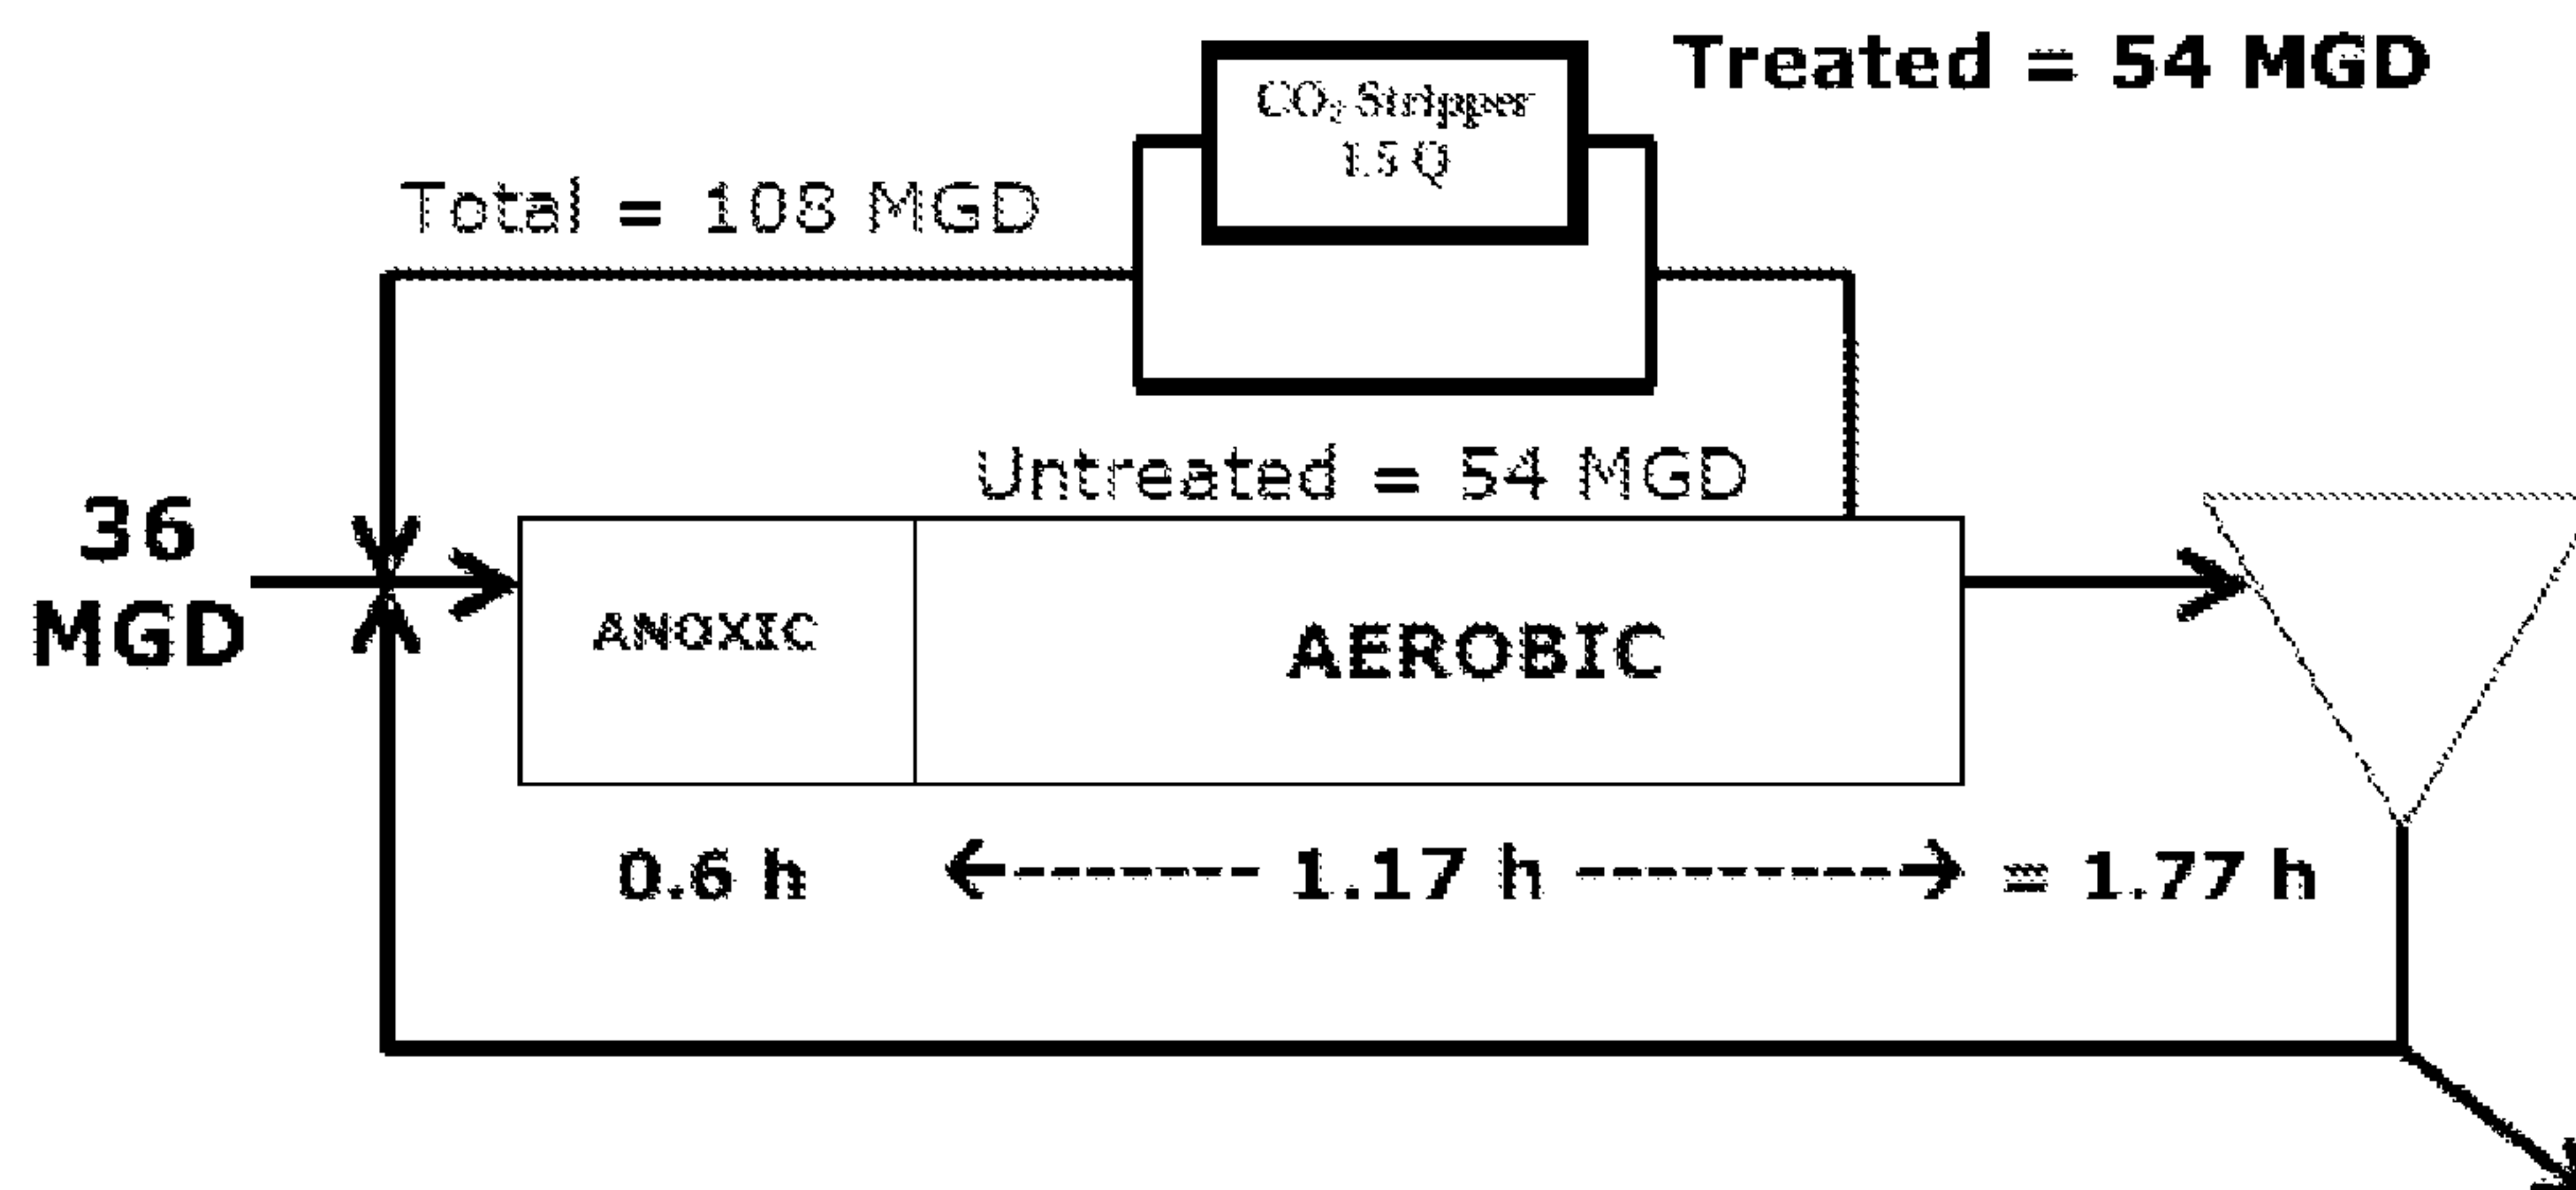 Treated = 54 MGD
CO₂ Stripper
1.5 Q
Total = 108 MGD
Untreated = 54 MGD
36
MGD
ANOXIC
AEROBIC
0.6 h ←------- 1.17 h ----------→ = 1.77 h